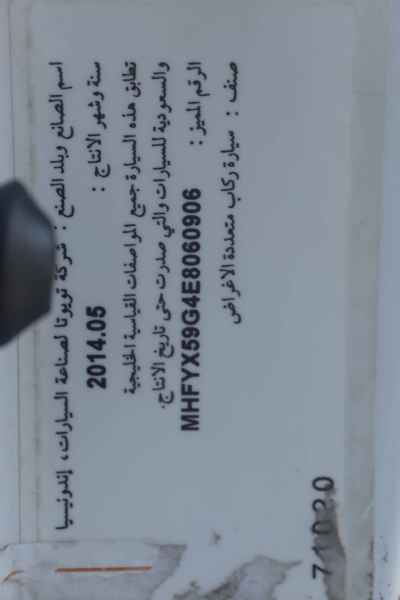 اسم الصانع وبلد الصنع : شركة تويوتا لصناعة السيارات، إندونيسيا
سنة وشهر الانتاج : 2014.05
تطابق هذه السيارة جميع المواصفات القياسية الخليجية
والسعودية للسيارات والتي صدرت حتى تاريخ الانتاج.
الرقم المميز : MHFYX59G4E8060906
صنف : سيارة ركاب متعددة الاغراض
71020